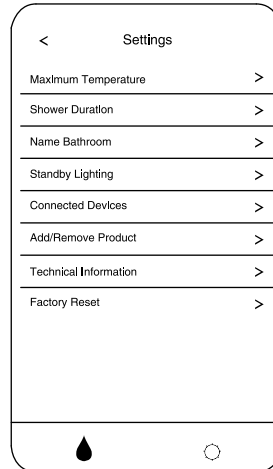 < Settings
Maximum Temperature >
Shower Duration >
Name Bathroom >
Standby Lighting >
Connected Devices >
Add/Remove Product >
Technical Information >
Factory Reset >